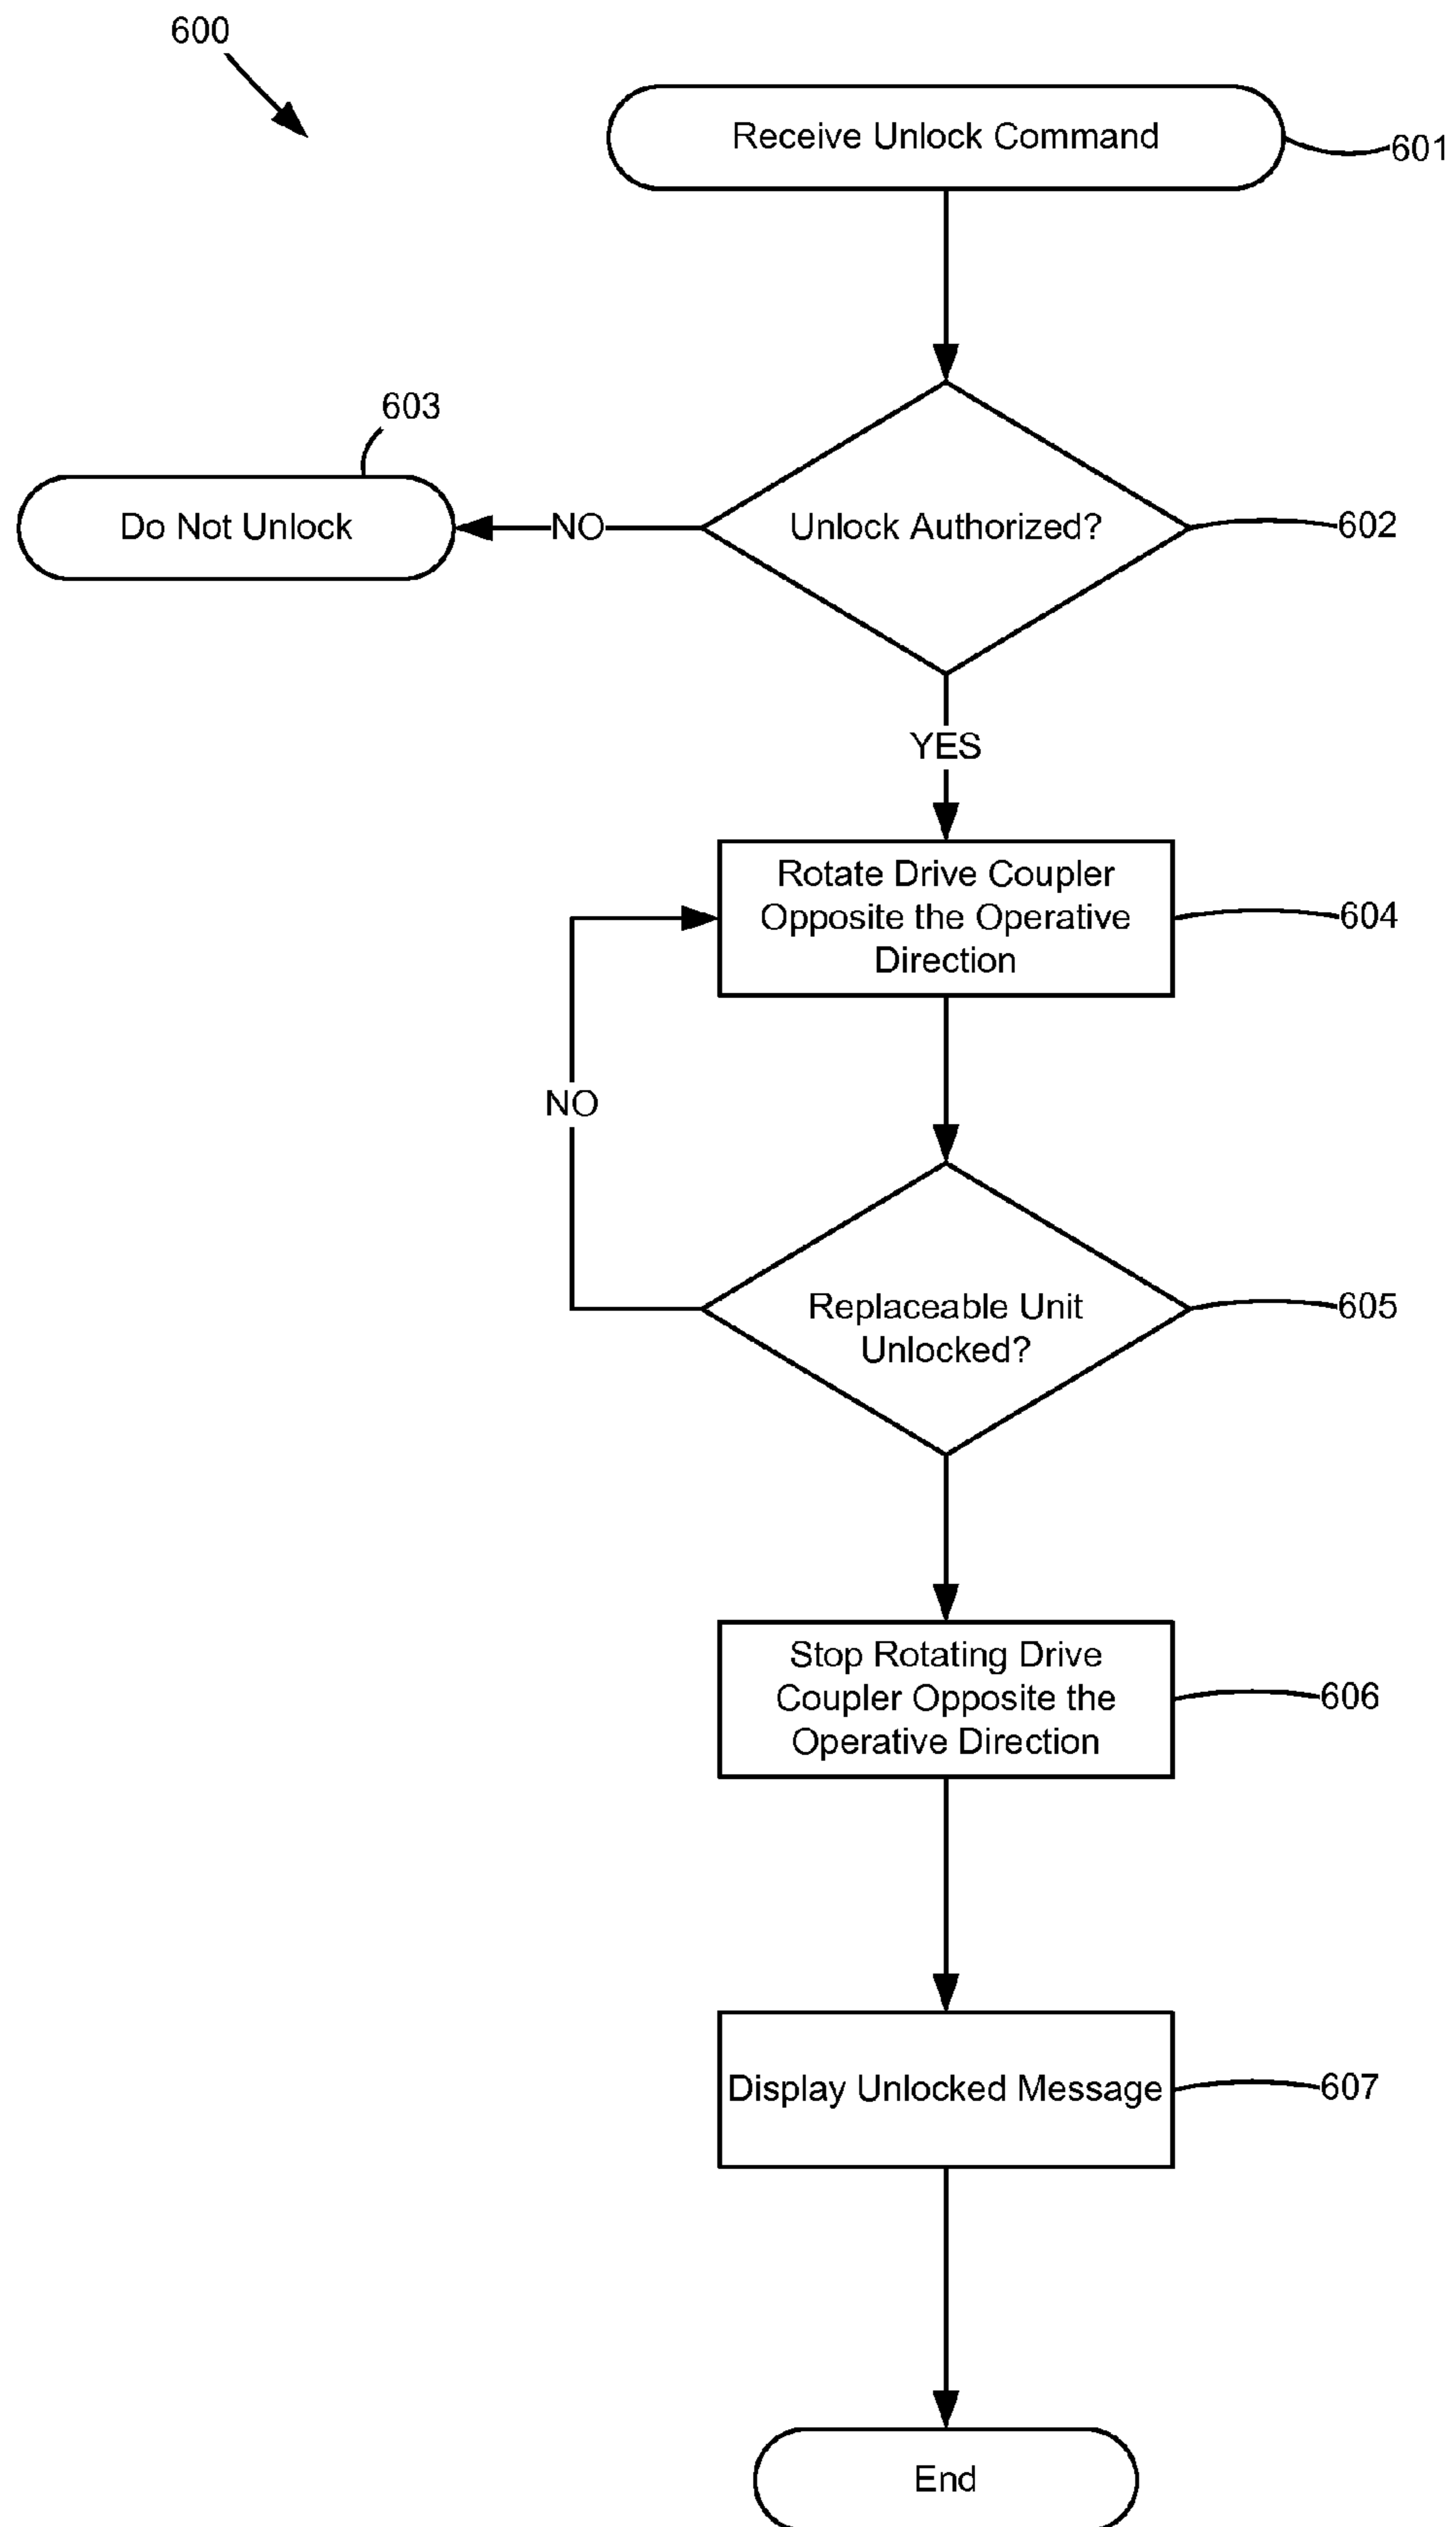 600
Receive Unlock Command
601
603
Do Not Unlock
NO
Unlock Authorized?
602
YES
Rotate Drive Coupler
Opposite the Operative
Direction
604
NO
Replaceable Unit
Unlocked?
605
Stop Rotating Drive
Coupler Opposite the
Operative Direction
606
Display Unlocked Message
607
End